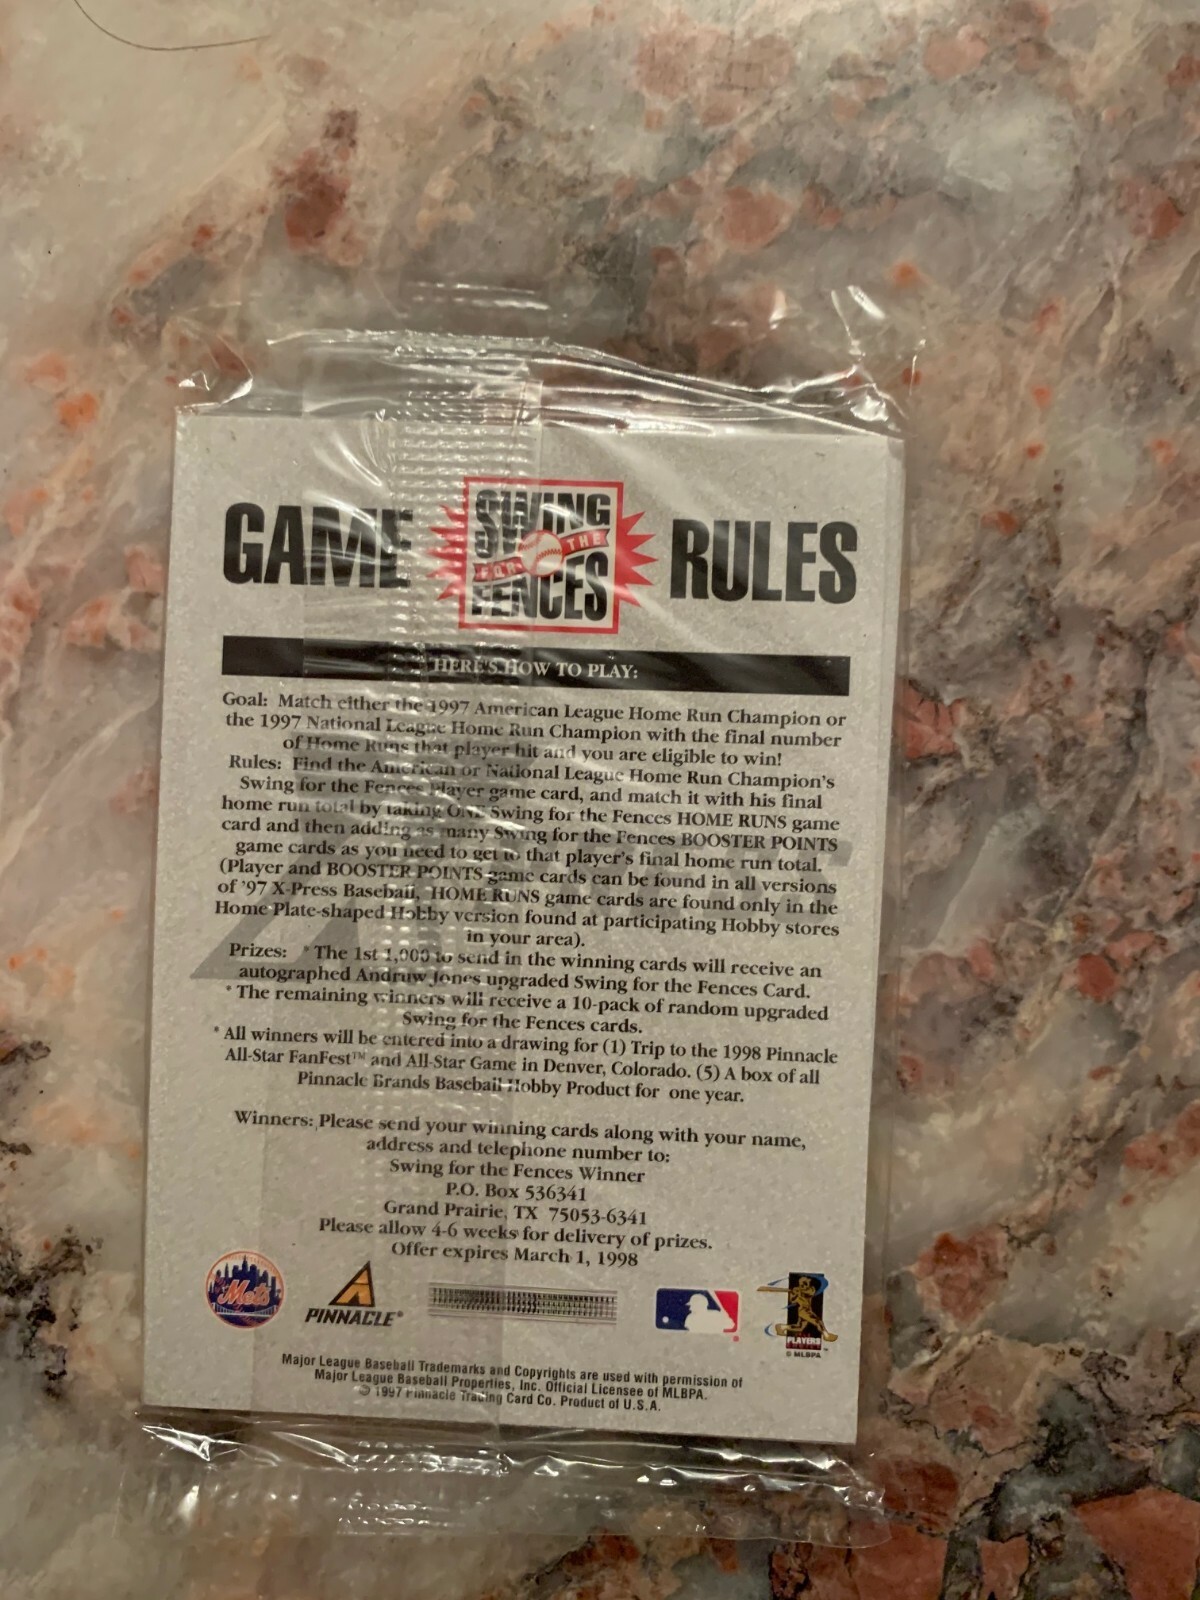 GAME SWING FOR THE FENCES RULES
HERE'S HOW TO PLAY:
Goal: Match either the 1997 American League Home Run Champion or
the 1997 National League Home Run Champion with the final number
of Home Runs that player hit and you are eligible to win!
Rules: Find the American or National League Home Run Champion's
Swing for the Fences Player game card, and match it with his final
home run total by taking ONE Swing for the Fences HOME RUNS game
card and then adding as many Swing for the Fences BOOSTER POINTS
game cards as you need to get to that player's final home run total.
(Player and BOOSTER POINTS game cards can be found in all versions
of '97 X-Press Baseball, HOME RUNS game cards are found only in the
Home Plate-shaped Hobby version found at participating Hobby stores
in your area).
Prizes: * The 1st 1,000 to send in the winning cards will receive an
autographed Andruw Jones upgraded Swing for the Fences Card.
* The remaining winners will receive a 10-pack of random upgraded
Swing for the Fences cards.
* All winners will be entered into a drawing for (1) Trip to the 1998 Pinnacle
All-Star FanFest™ and All-Star Game in Denver, Colorado. (5) A box of all
Pinnacle Brands Baseball Hobby Product for one year.
Winners: Please send your winning cards along with your name,
address and telephone number to:
Swing for the Fences Winner
P.O. Box 536341
Grand Prairie, TX 75053-6341
Please allow 4-6 weeks for delivery of prizes.
Offer expires March 1, 1998
Mets PINNACLE® PLAYERS
© MLBPA
Major League Baseball Trademarks and Copyrights are used with permission of
Major League Baseball Properties, Inc. Official Licensee of MLBPA.
© 1997 Pinnacle Trading Card Co. Product of U.S.A.